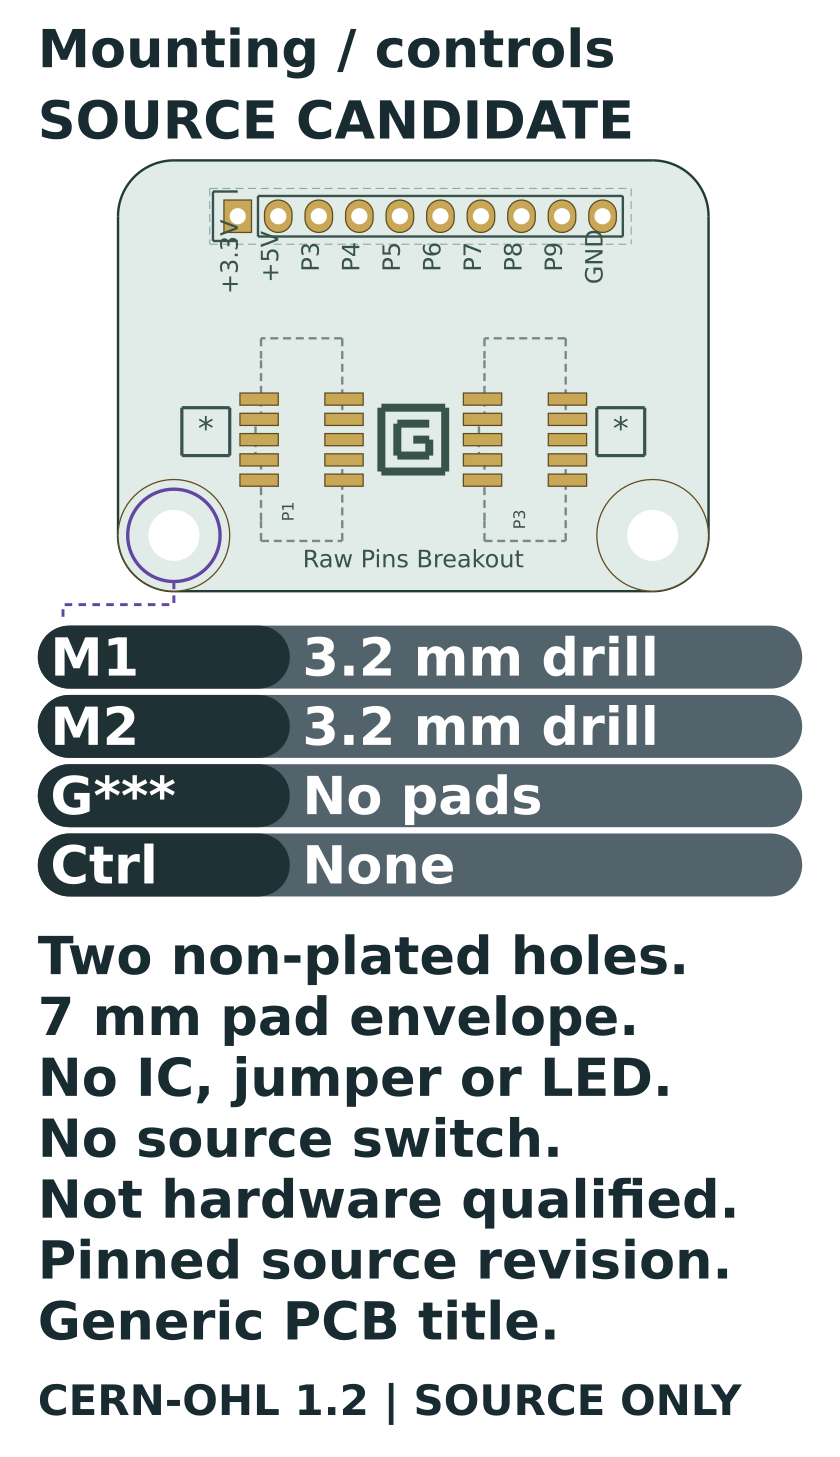 Mounting / controls
SOURCE CANDIDATE
+3.3V +5V P3 P4 P5 P6 P7 P8 P9 GND
* G *
P1 P3
Raw Pins Breakout
M1 3.2 mm drill
M2 3.2 mm drill
G*** No pads
Ctrl None
Two non-plated holes.
7 mm pad envelope.
No IC, jumper or LED.
No source switch.
Not hardware qualified.
Pinned source revision.
Generic PCB title.
CERN-OHL 1.2 | SOURCE ONLY